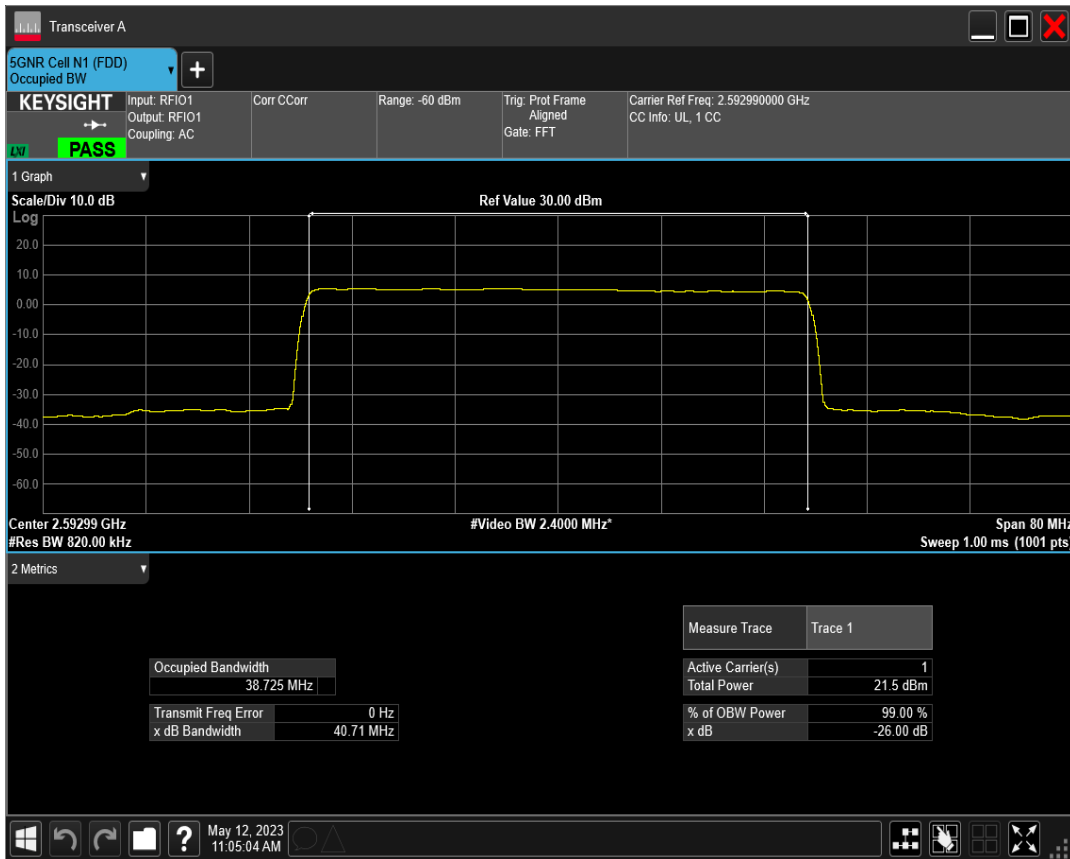 Transceiver A
5GNR Cell N1 (FDD)
Occupied BW
+
KEYSIGHT
LXI
PASS
Input: RFIO1
Output: RFIO1
Coupling: AC
Corr CCorr
Range: -60 dBm
Trig: Prot Frame
Aligned
Gate: FFT
Carrier Ref Freq: 2.592990000 GHz
CC Info: UL, 1 CC
1 Graph
Scale/Div 10.0 dB
Ref Value 30.00 dBm
Log
20.0
10.0
0.00
-10.0
-20.0
-30.0
-40.0
-50.0
-60.0
Center 2.59299 GHz
#Video BW 2.4000 MHz*
Span 80 MHz
#Res BW 820.00 kHz
Sweep 1.00 ms (1001 pts)
2 Metrics
Measure Trace Trace 1
Occupied Bandwidth
38.725 MHz
Active Carrier(s) 1
Total Power 21.5 dBm
Transmit Freq Error 0 Hz
x dB Bandwidth 40.71 MHz
% of OBW Power 99.00 %
x dB -26.00 dB
?
May 12, 2023
11:05:04 AM